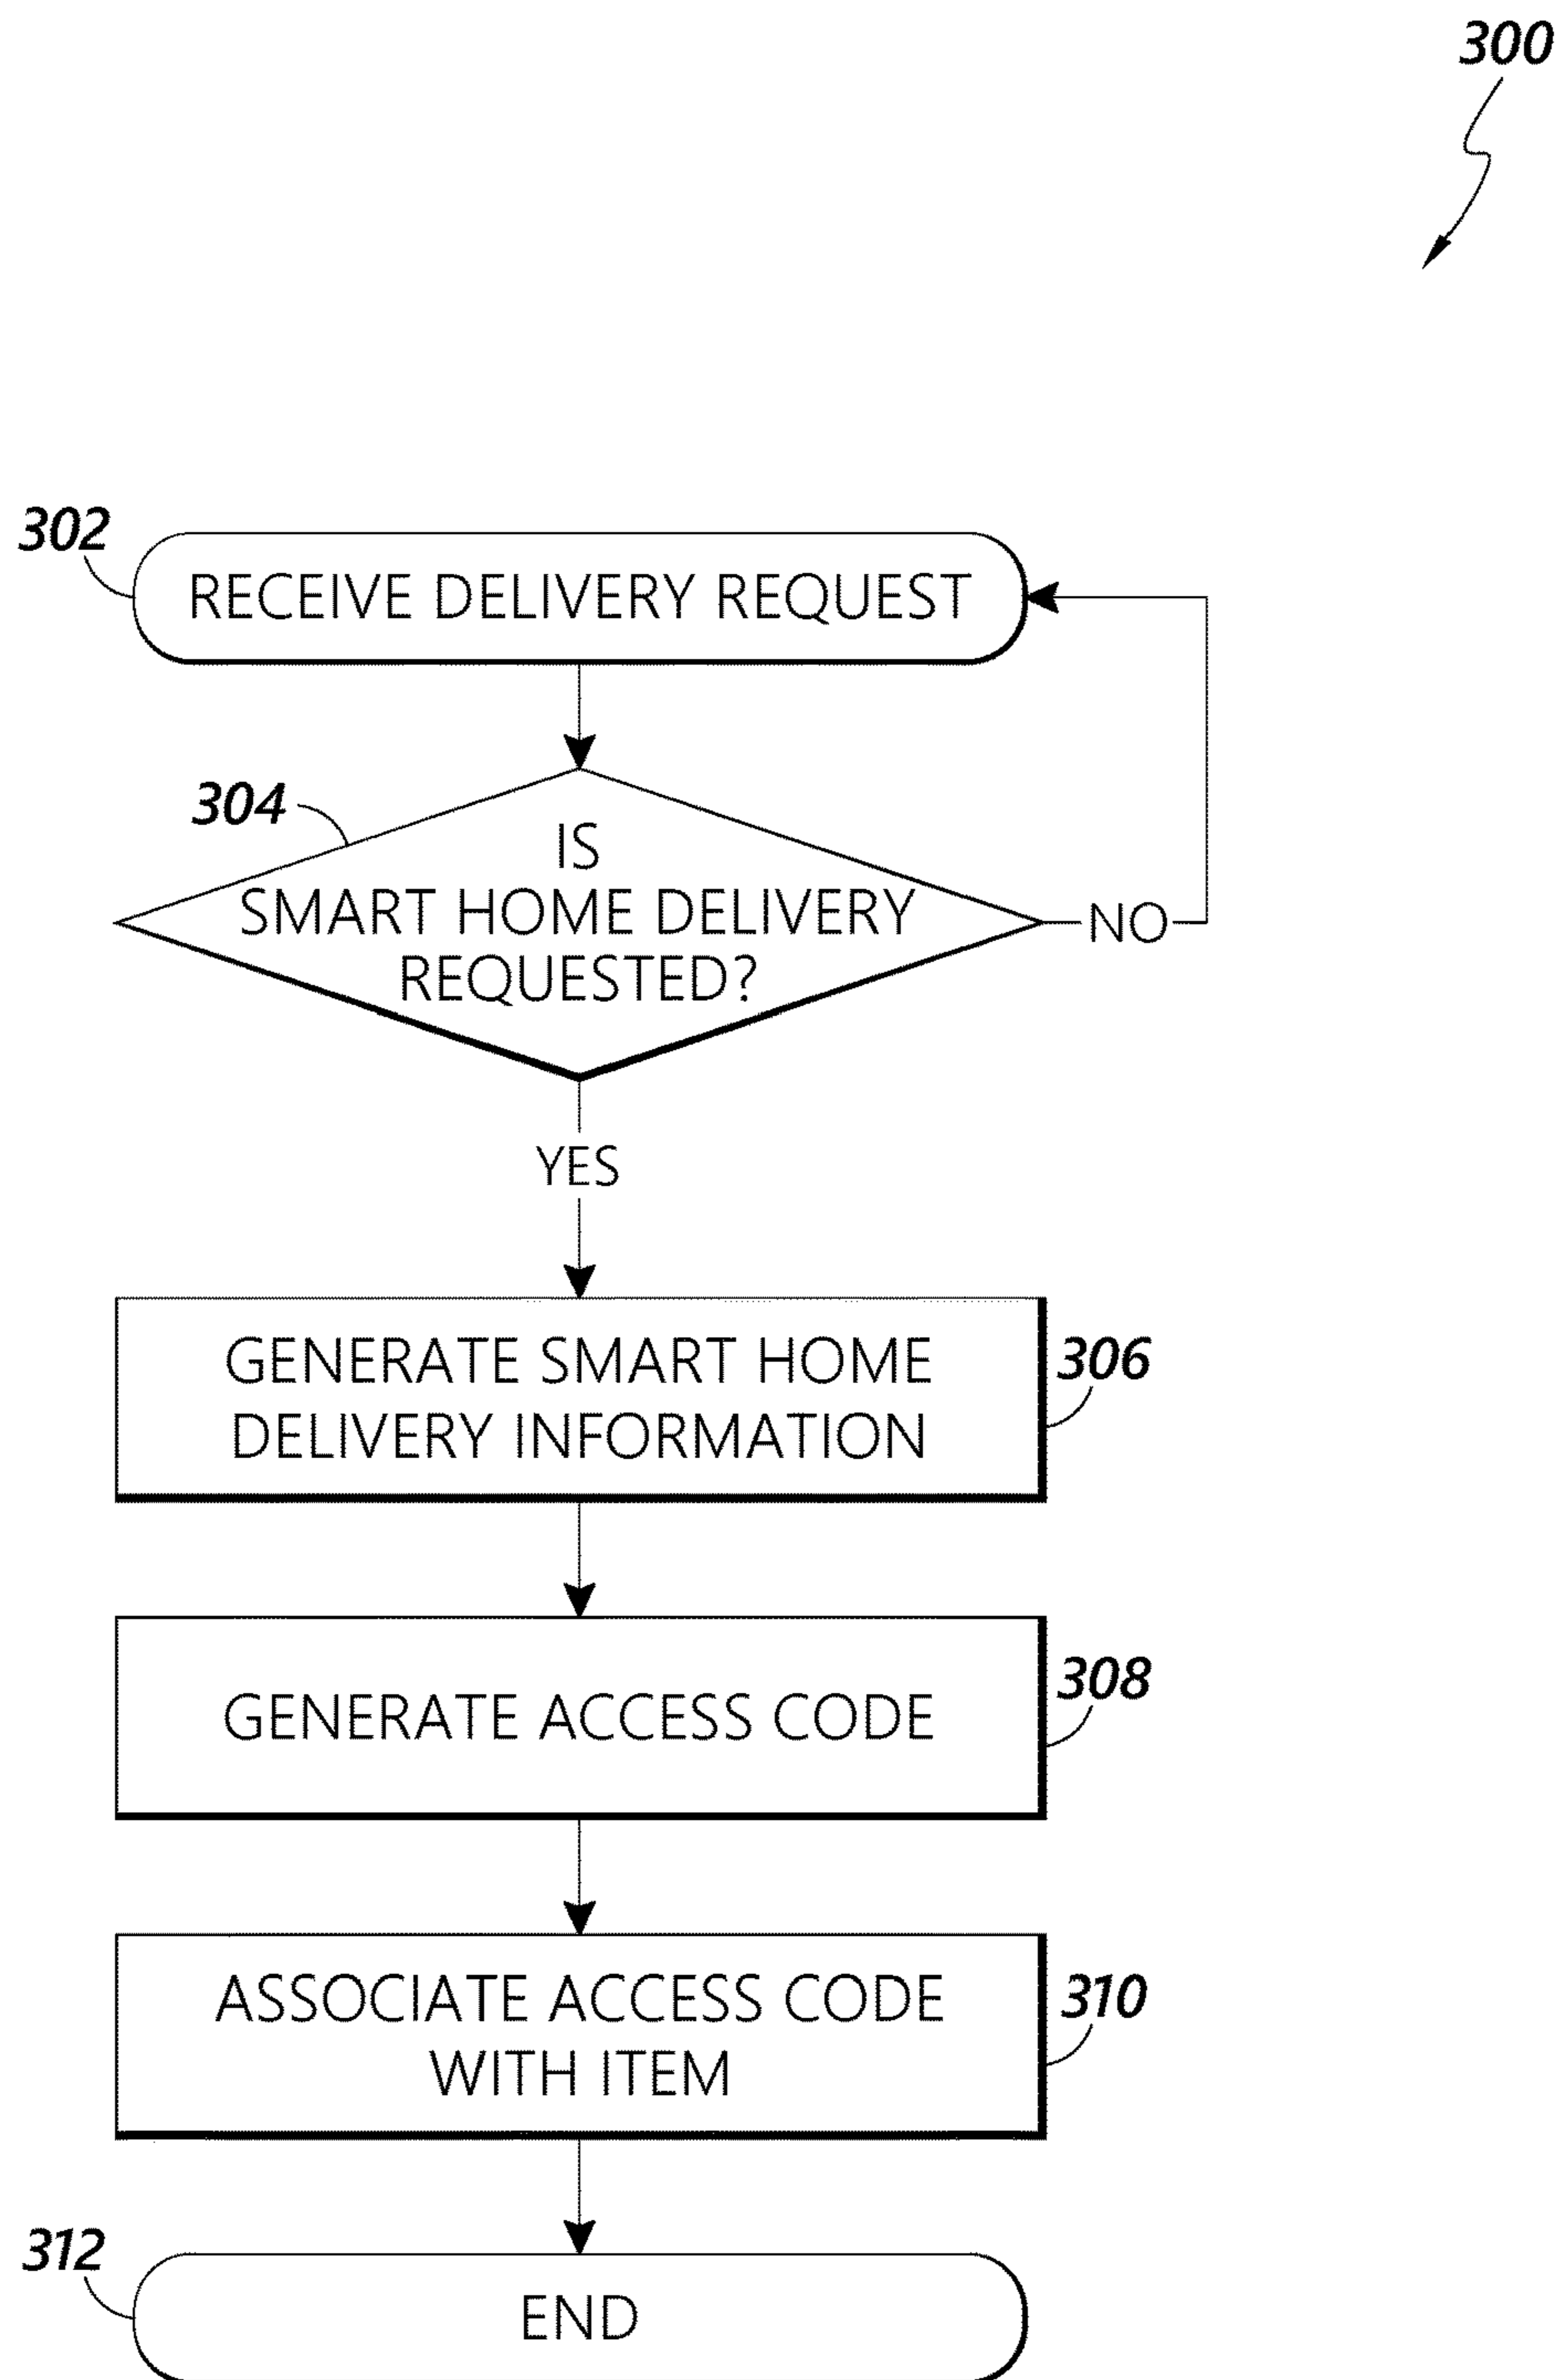 300
302
RECEIVE DELIVERY REQUEST
304
IS
SMART HOME DELIVERY
REQUESTED?
NO
YES
GENERATE SMART HOME
DELIVERY INFORMATION
306
GENERATE ACCESS CODE
308
ASSOCIATE ACCESS CODE
WITH ITEM
310
312
END